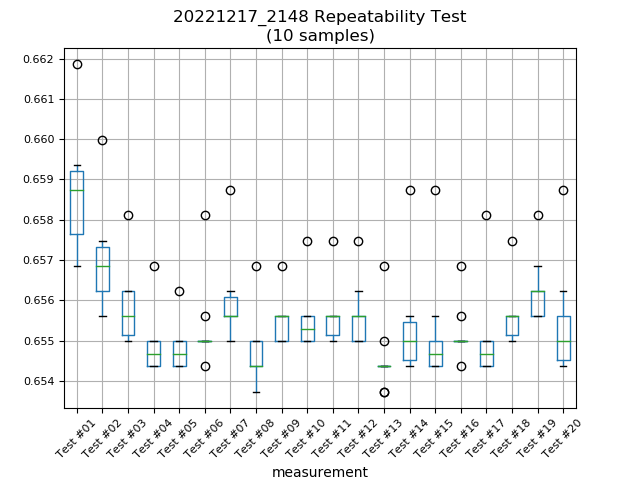 20221217_2148 Repeatability Test
(10 samples)
0.662
0.661
0.660
0.659
0.658
0.657
0.656
0.655
0.654
Test #01
Test #02
Test #03
Test #04
Test #05
Test #06
Test #07
Test #08
Test #09
Test #10
Test #11
Test #12
Test #13
Test #14
Test #15
Test #16
Test #17
Test #18
Test #19
Test #20
measurement